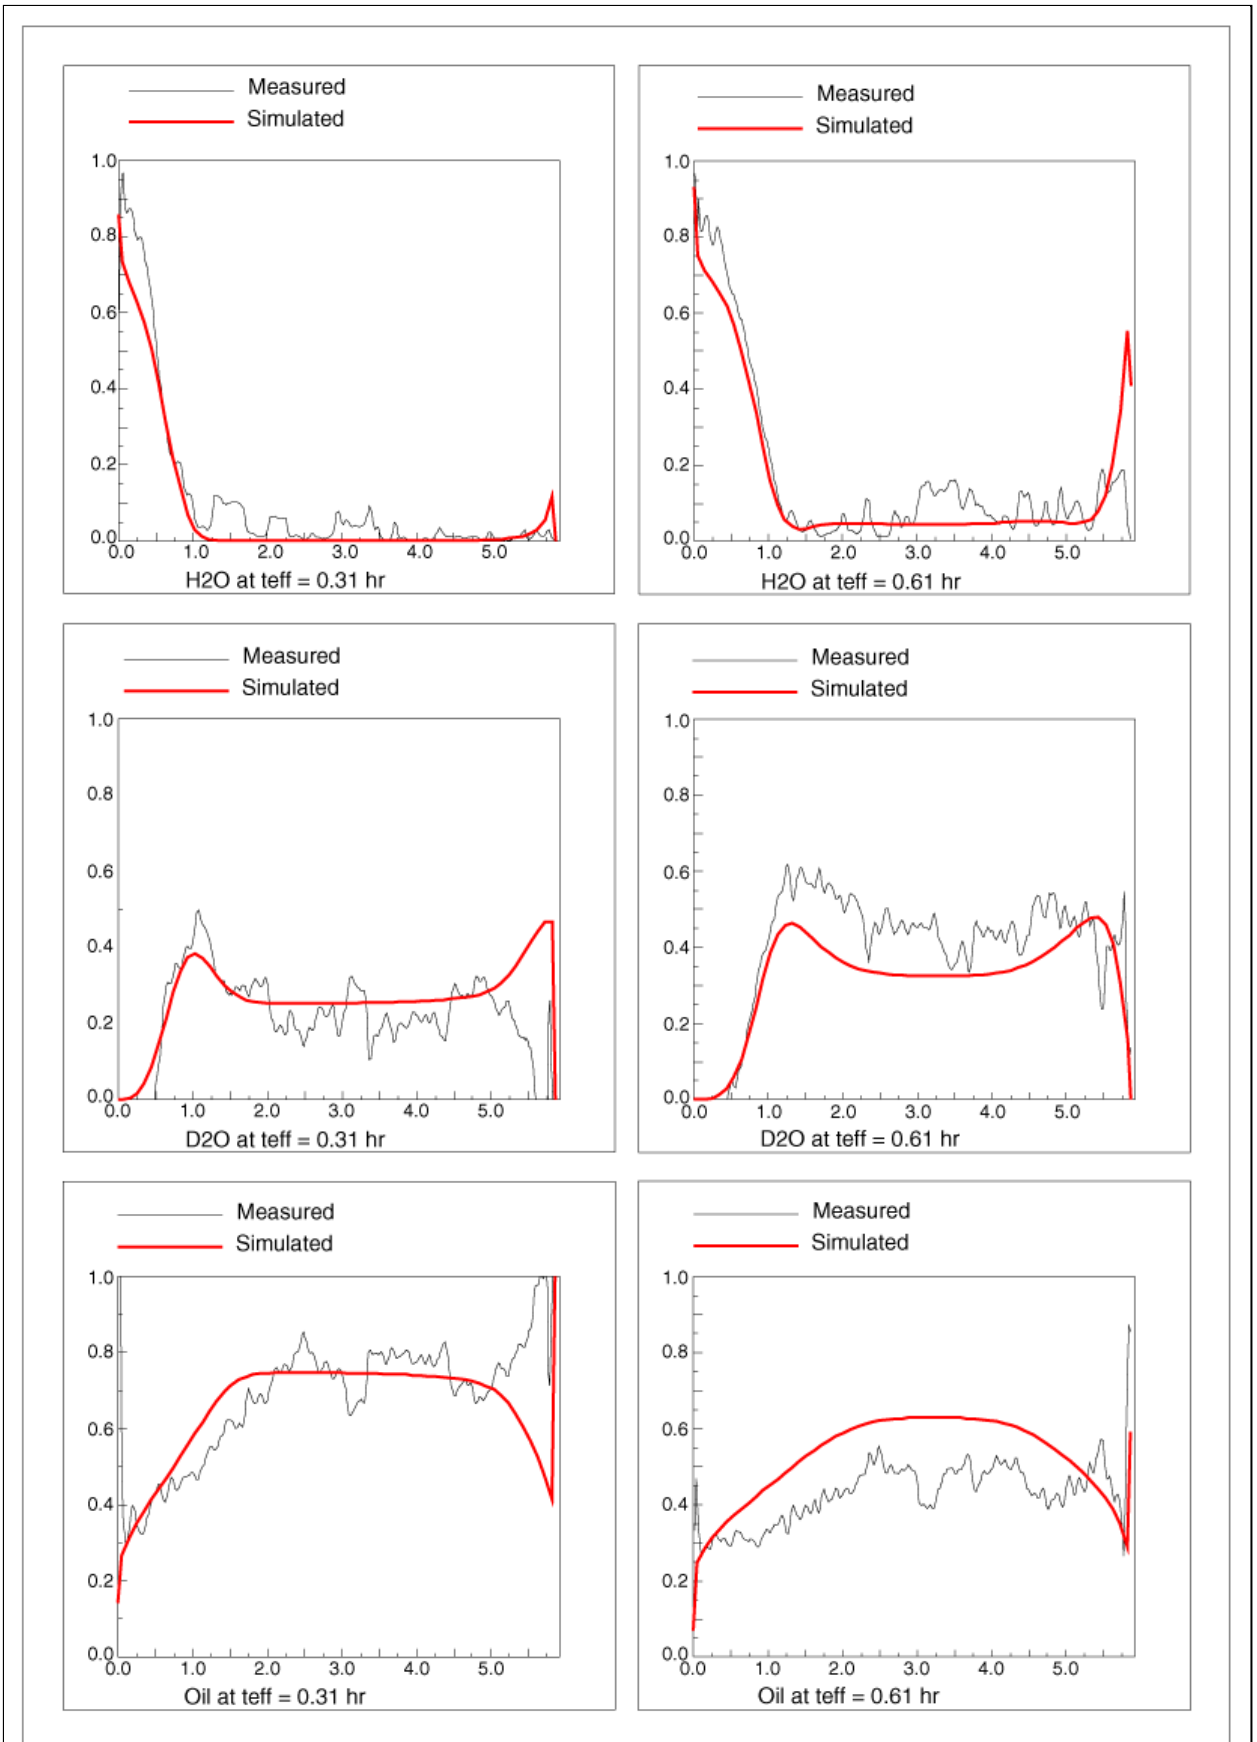 Measured
Simulated
1.0
0.8
0.6
0.4
0.2
0.0
0.0 1.0 2.0 3.0 4.0 5.0
H2O at teff = 0.31 hr
Measured
Simulated
1.0
0.8
0.6
0.4
0.2
0.0
0.0 1.0 2.0 3.0 4.0 5.0
H2O at teff = 0.61 hr
Measured
Simulated
1.0
0.8
0.6
0.4
0.2
0.0
0.0 1.0 2.0 3.0 4.0 5.0
D2O at teff = 0.31 hr
Measured
Simulated
1.0
0.8
0.6
0.4
0.2
0.0
0.0 1.0 2.0 3.0 4.0 5.0
D2O at teff = 0.61 hr
Measured
Simulated
1.0
0.8
0.6
0.4
0.2
0.0
0.0 1.0 2.0 3.0 4.0 5.0
Oil at teff = 0.31 hr
Measured
Simulated
1.0
0.8
0.6
0.4
0.2
0.0
0.0 1.0 2.0 3.0 4.0 5.0
Oil at teff = 0.61 hr